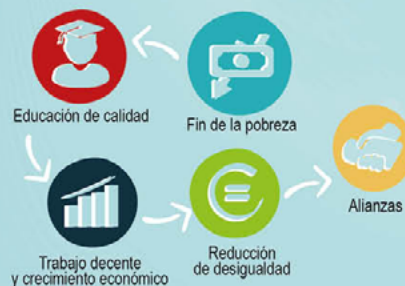 Educación de calidad
Fin de la pobreza
Trabajo decente
y crecimiento económico
Reducción
de desigualdad
Alianzas